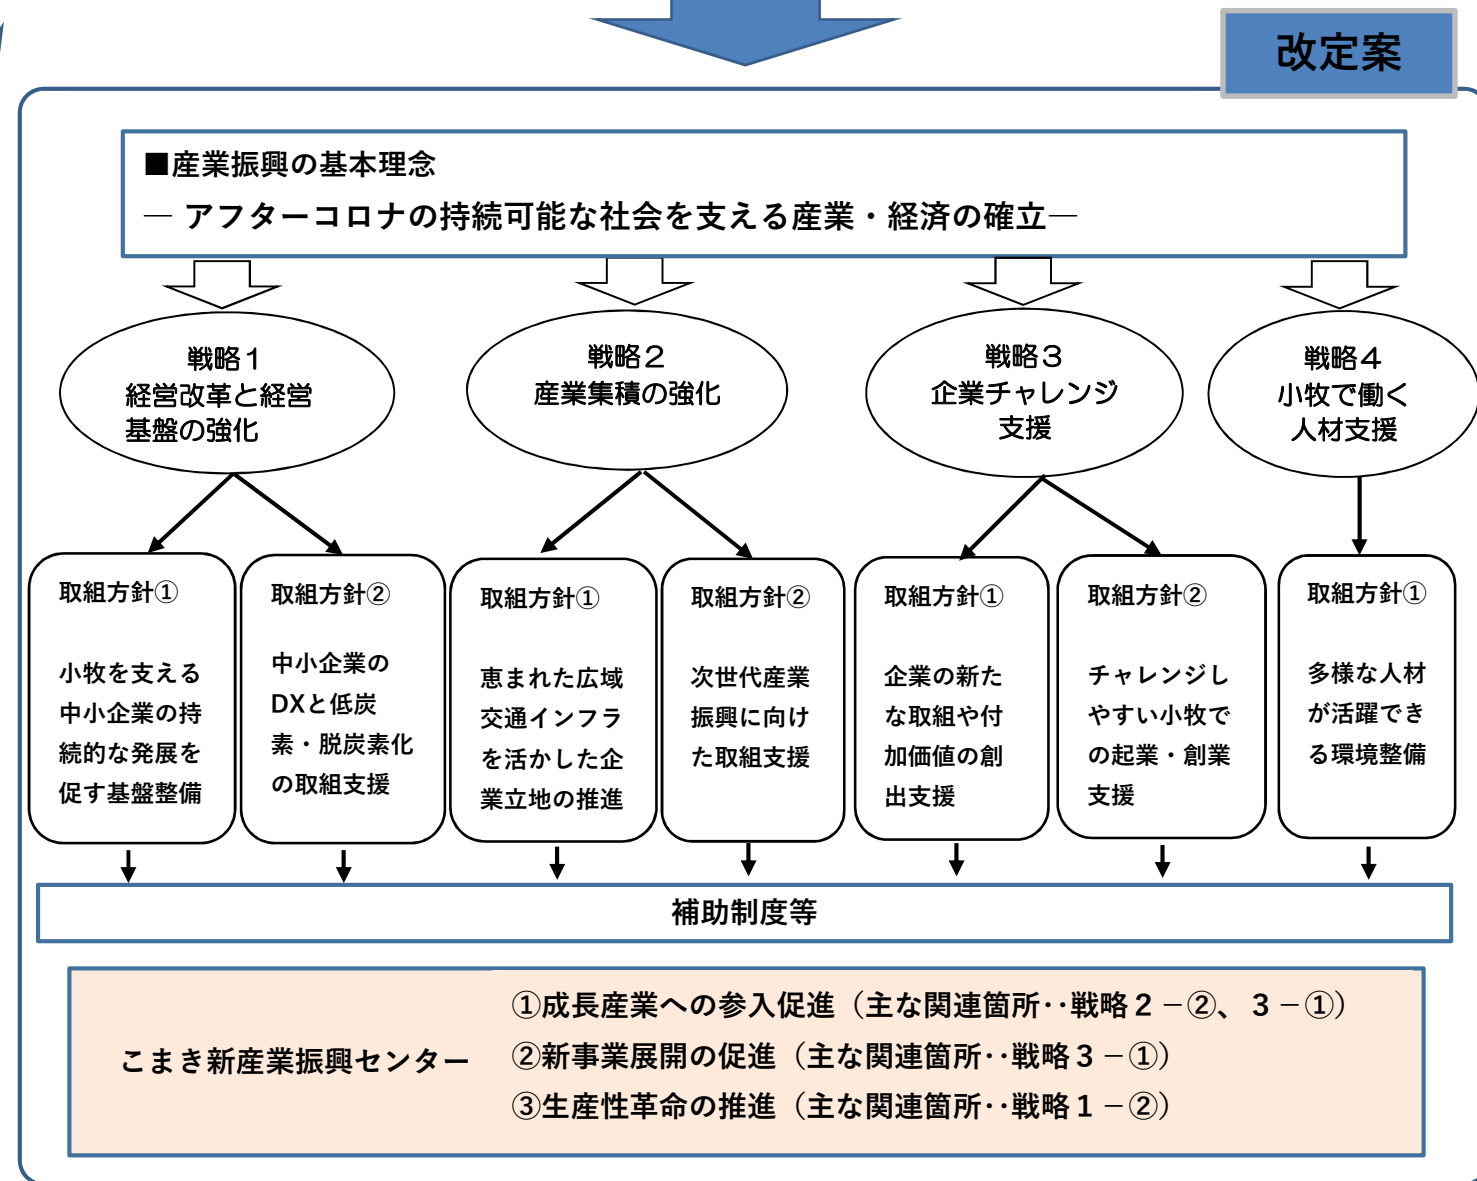 改定案
■産業振興の基本理念
― アフターコロナの持続可能な社会を支える産業・経済の確立―
戦略１
経営改革と経営
基盤の強化
戦略２
産業集積の強化
戦略３
企業チャレンジ
支援
戦略４
小牧で働く
人材支援
取組方針①
小牧を支える
中小企業の持
続的な発展を
促す基盤整備
取組方針②
中小企業の
DXと低炭
素・脱炭素化
の取組支援
取組方針①
恵まれた広域
交通インフラ
を活かした企
業立地の推進
取組方針②
次世代産業
振興に向け
た取組支援
取組方針①
企業の新た
な取組や付
加価値の創
出支援
取組方針②
チャレンジし
やすい小牧で
の起業・創業
支援
取組方針①
多様な人材
が活躍でき
る環境整備
補助制度等
こまき新産業振興センター
①成長産業への参入促進（主な関連箇所‥戦略２－②、３－①）
②新事業展開の促進（主な関連箇所‥戦略３－①）
③生産性革命の推進（主な関連箇所‥戦略１－②）